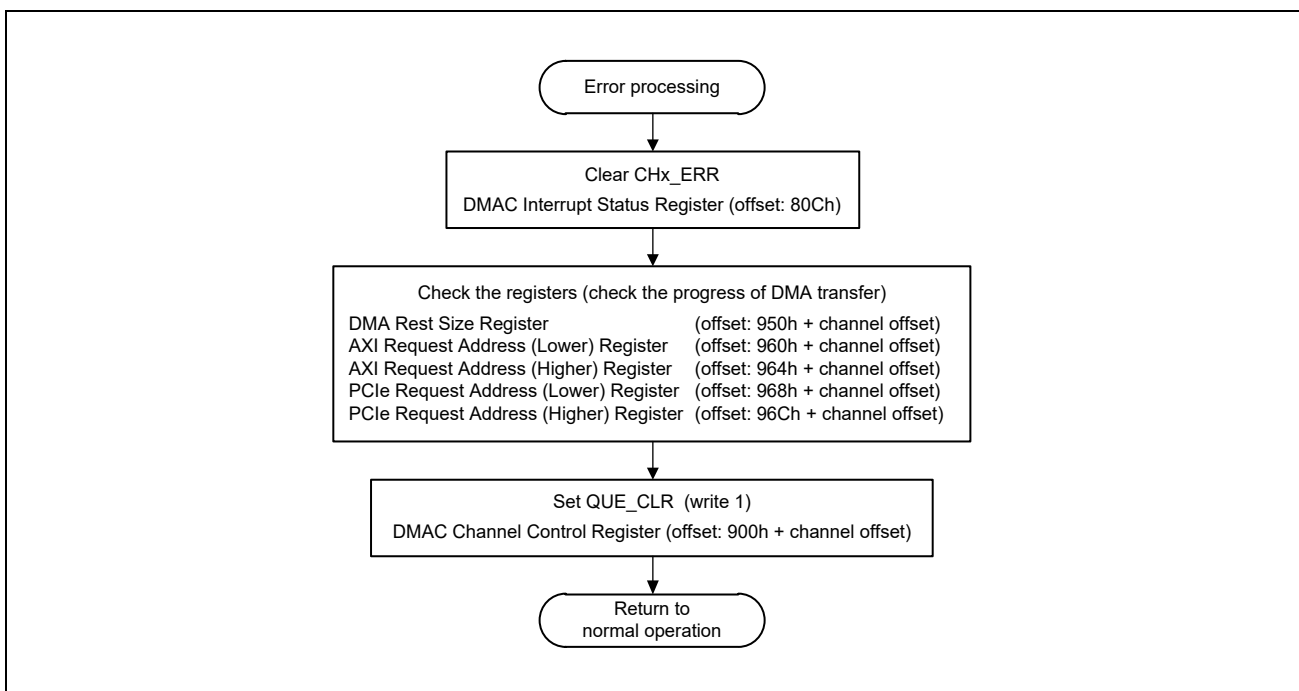 Error processing
Clear CHx_ERR
DMAC Interrupt Status Register (offset: 80Ch)
Check the registers (check the progress of DMA transfer)
DMA Rest Size Register (offset: 950h + channel offset)
AXI Request Address (Lower) Register (offset: 960h + channel offset)
AXI Request Address (Higher) Register (offset: 964h + channel offset)
PCIe Request Address (Lower) Register (offset: 968h + channel offset)
PCIe Request Address (Higher) Register (offset: 96Ch + channel offset)
Set QUE_CLR (write 1)
DMAC Channel Control Register (offset: 900h + channel offset)
Return to
normal operation